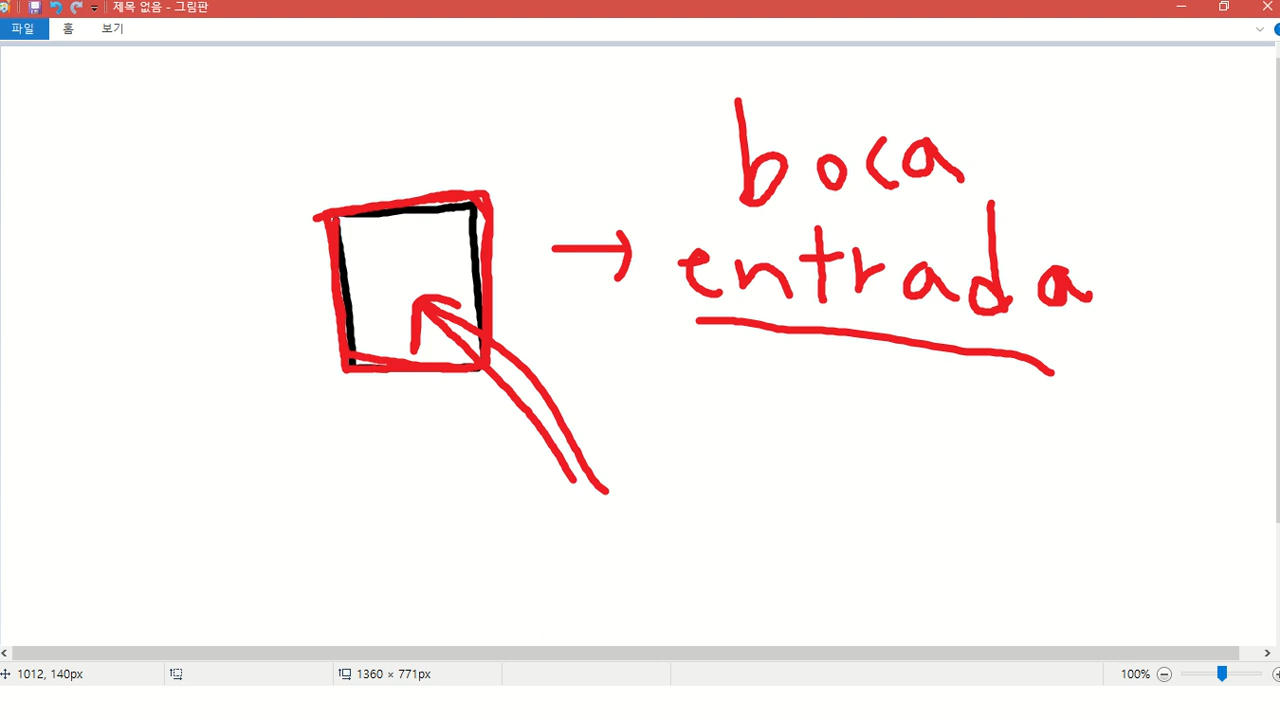 제목 없음 - 그림판
파일 홈 보기
boca
entrada
1012, 140px 1360 × 771px 100%